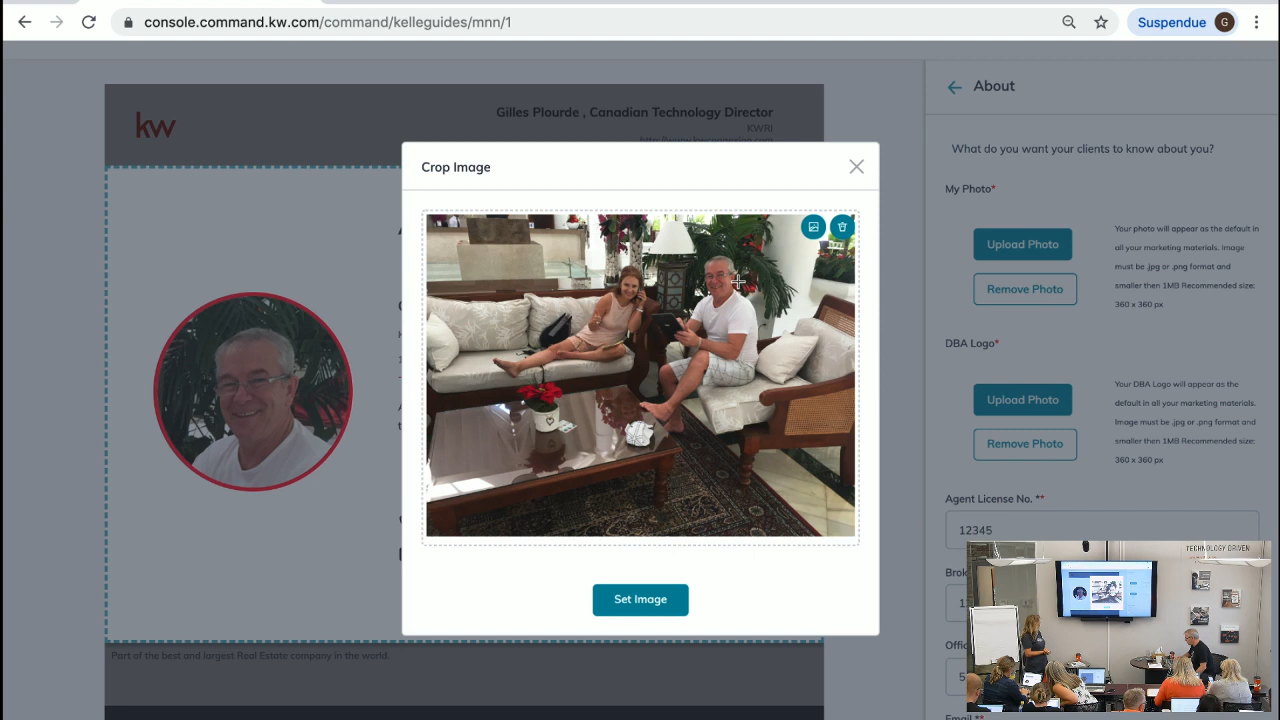 console.command.kw.com/command/kelleguides/mnn/1
Suspendue
G
kw
Gilles Plourde , Canadian Technology Director
KWRI
Crop Image
Set Image
Part of the best and largest Real Estate company in the world.
About
What do you want your clients to know about you?
My Photo*
Upload Photo
Remove Photo
Your photo will appear as the default in
all your marketing materials. Image
must be .jpg or .png format and
smaller then 1MB Recommended size:
360 x 360 px
DBA Logo*
Upload Photo
Remove Photo
Your DBA Logo will appear as the
default in all your marketing materials.
Image must be .jpg or .png format and
smaller then 1MB Recommended size:
360 x 360 px
Agent License No. **
12345
Brok
Offic
5
Email **
TECHNOLOGY DRIVEN